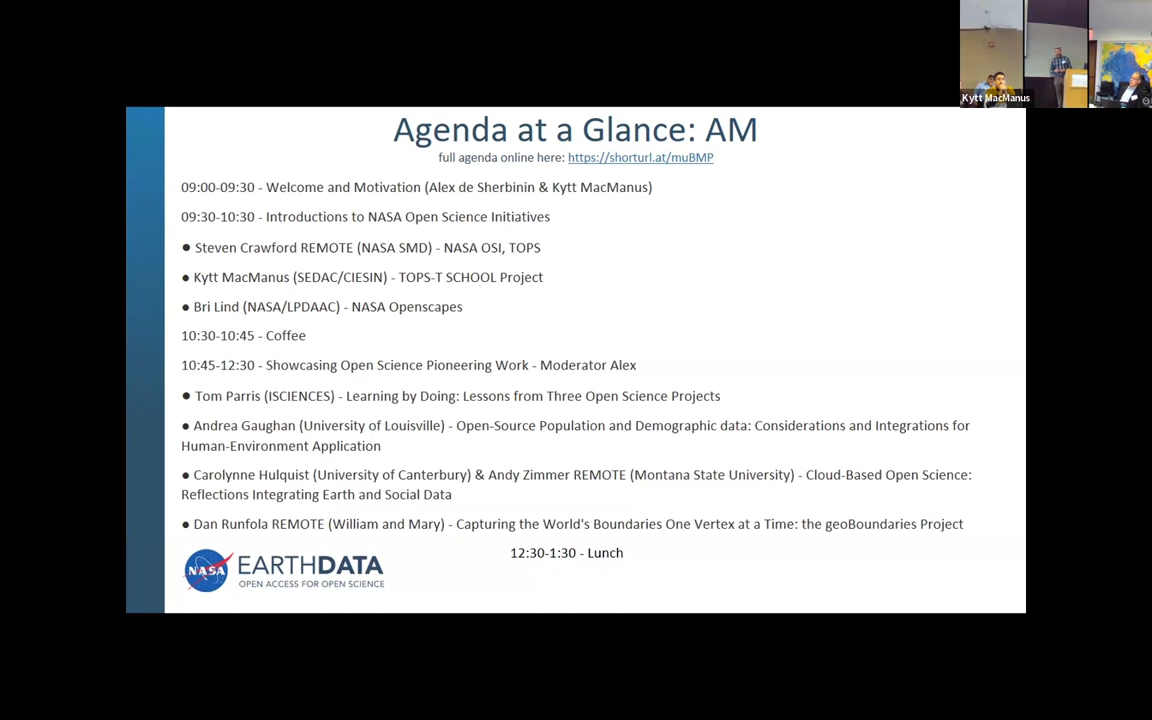 Kytt MacManus
Agenda at a Glance: AM
full agenda online here: https://shorturl.at/muBMP
09:00-09:30 - Welcome and Motivation (Alex de Sherbinin & Kytt MacManus)
09:30-10:30 - Introductions to NASA Open Science Initiatives
● Steven Crawford REMOTE (NASA SMD) - NASA OSI, TOPS
● Kytt MacManus (SEDAC/CIESIN) - TOPS-T SCHOOL Project
● Bri Lind (NASA/LPDAAC) - NASA Openscapes
10:30-10:45 - Coffee
10:45-12:30 - Showcasing Open Science Pioneering Work - Moderator Alex
● Tom Parris (ISCIENCES) - Learning by Doing: Lessons from Three Open Science Projects
● Andrea Gaughan (University of Louisville) - Open-Source Population and Demographic data: Considerations and Integrations for
Human-Environment Application
● Carolynne Hulquist (University of Canterbury) & Andy Zimmer REMOTE (Montana State University) - Cloud-Based Open Science:
Reflections Integrating Earth and Social Data
● Dan Runfola REMOTE (William and Mary) - Capturing the World's Boundaries One Vertex at a Time: the geoBoundaries Project
12:30-1:30 - Lunch
NASA EARTHDATA
OPEN ACCESS FOR OPEN SCIENCE